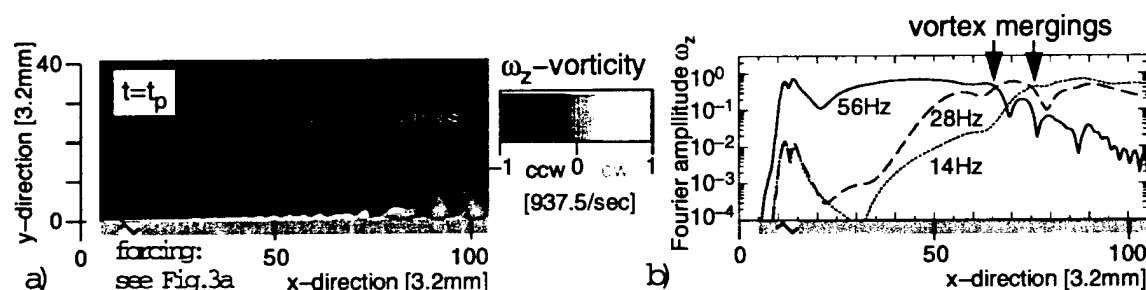 vortex mergings
40
t=tₚ
20
0
y−direction [3.2mm]
forcing:
see Fig.3a
0
50
100
x−direction [3.2mm]
a)
ω_z−vorticity
−1
0
1
ccw
cw
[937.5/sec]
Fourier amplitude ω_z
10⁰
10⁻¹
10⁻²
10⁻³
10⁻⁴
56Hz
28Hz
14Hz
0
50
100
x−direction [3.2mm]
b)